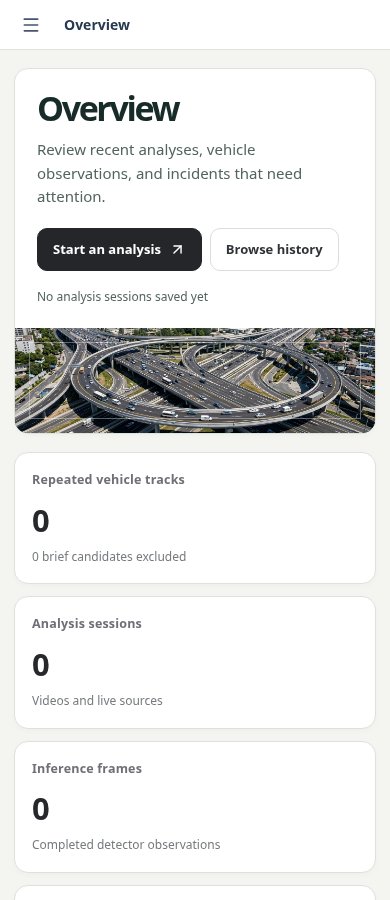 Overview
Overview
Review recent analyses, vehicle
observations, and incidents that need
attention.
Start an analysis
Browse history
No analysis sessions saved yet
Repeated vehicle tracks
0
0 brief candidates excluded
Analysis sessions
0
Videos and live sources
Inference frames
0
Completed detector observations